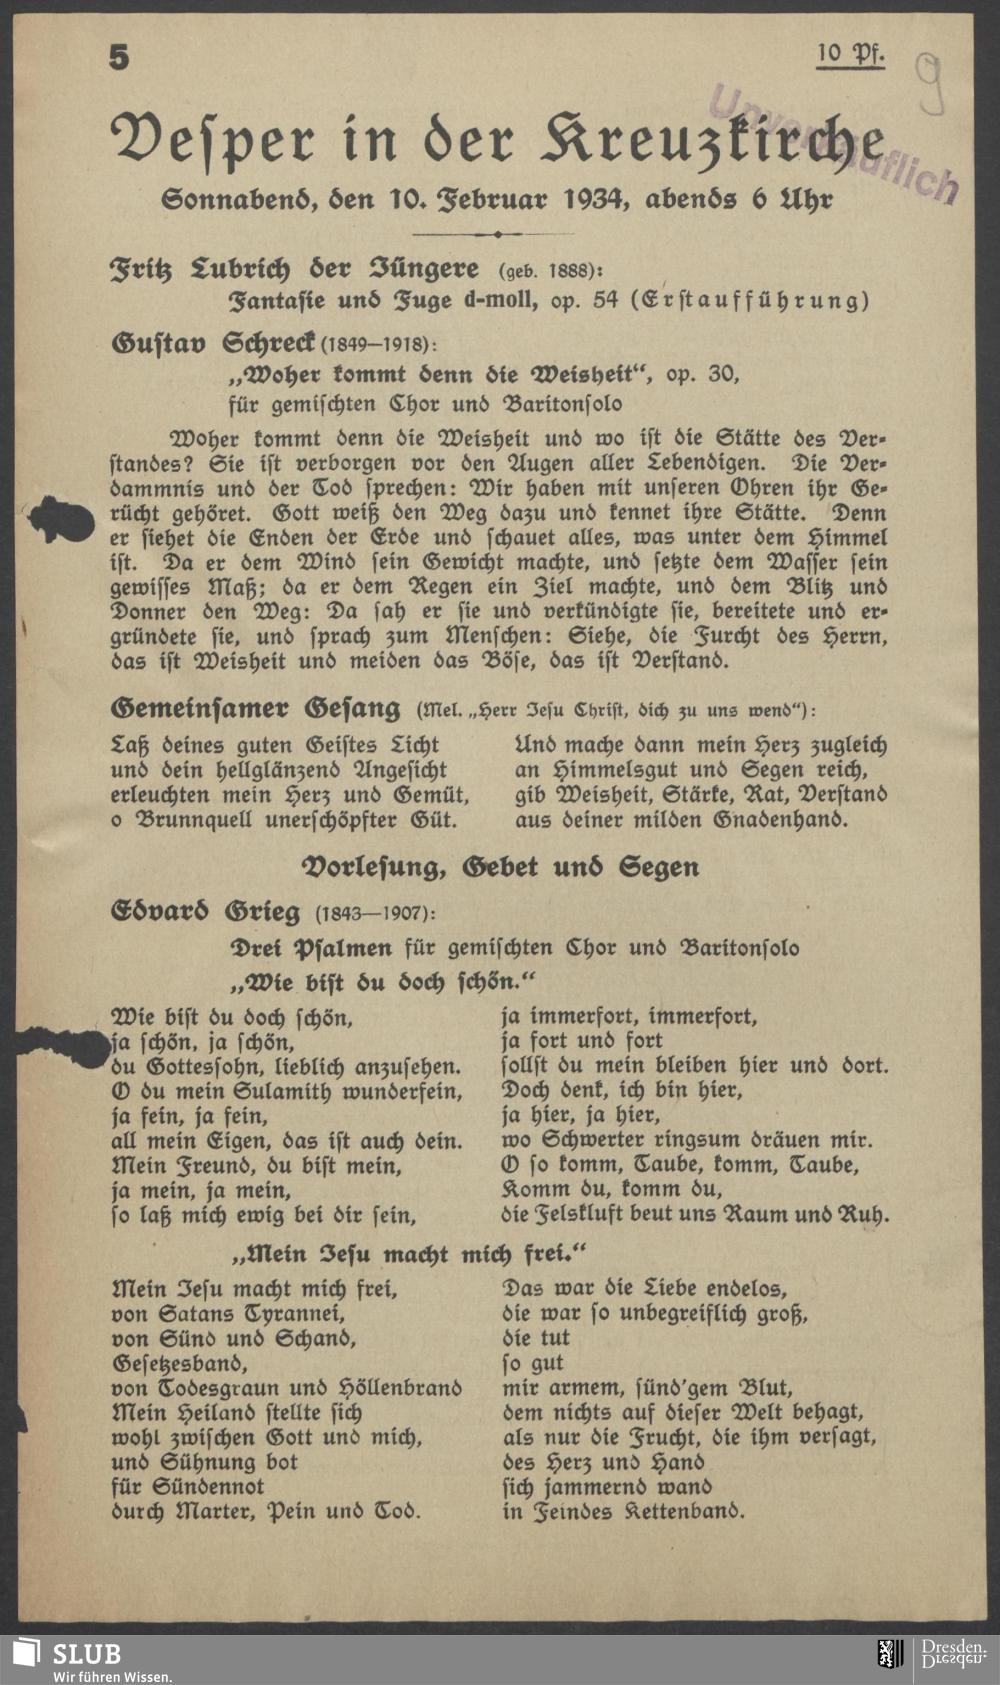 5
10 Pf.
9
Unverkäuflich
Vesper in der Kreuzkirche
Sonnabend, den 10. Februar 1934, abends 6 Uhr
Fritz Lubrich der Jüngere (geb. 1888):
Fantasie und Fuge d-moll, op. 54 (Erstaufführung)
Gustav Schreck (1849–1918):
„Woher kommt denn die Weisheit“, op. 30,
für gemischten Chor und Baritonsolo
Woher kommt denn die Weisheit und wo ist die Stätte des Ver-
standes? Sie ist verborgen vor den Augen aller Lebendigen. Die Ver-
dammnis und der Tod sprechen: Wir haben mit unseren Ohren ihr Ge-
rücht gehöret. Gott weiß den Weg dazu und kennet ihre Stätte. Denn
er siehet die Enden der Erde und schauet alles, was unter dem Himmel
ist. Da er dem Wind sein Gewicht machte, und setzte dem Wasser sein
gewisses Maß; da er dem Regen ein Ziel machte, und dem Blitz und
Donner den Weg: Da sah er sie und verkündigte sie, bereitete und er-
gründete sie, und sprach zum Menschen: Siehe, die Furcht des Herrn,
das ist Weisheit und meiden das Böse, das ist Verstand.
Gemeinsamer Gesang (Mel. „Herr Jesu Christ, dich zu uns wend“):
Laß deines guten Geistes Licht
und dein hellglänzend Angesicht
erleuchten mein Herz und Gemüt,
o Brunnquell unerschöpfter Güt.
Und mache dann mein Herz zugleich
an Himmelsgut und Segen reich,
gib Weisheit, Stärke, Rat, Verstand
aus deiner milden Gnadenhand.
Vorlesung, Gebet und Segen
Edvard Grieg (1843—1907):
Drei Psalmen für gemischten Chor und Baritonsolo
„Wie bist du doch schön.“
Wie bist du doch schön,
ja schön, ja schön,
du Gottessohn, lieblich anzusehen.
O du mein Sulamith wunderfein,
ja fein, ja fein,
all mein Eigen, das ist auch dein.
Mein Freund, du bist mein,
ja mein, ja mein,
so laß mich ewig bei dir sein,
ja immerfort, immerfort,
ja fort und fort
sollst du mein bleiben hier und dort.
Doch denk, ich bin hier,
ja hier, ja hier,
wo Schwerter ringsum dräuen mir.
O so komm, Taube, komm, Taube,
Komm du, komm du,
die Felskluft beut uns Raum und Ruh.
„Mein Jesu macht mich frei.“
Mein Jesu macht mich frei,
von Satans Tyrannei,
von Sünd und Schand,
Gesetzesband,
von Todesgraun und Höllenbrand
Mein Heiland stellte sich
wohl zwischen Gott und mich,
und Sühnung bot
für Sündennot
durch Marter, Pein und Tod.
Das war die Liebe endelos,
die war so unbegreiflich groß,
die tut
so gut
mir armem, sünd'gem Blut,
dem nichts auf dieser Welt behagt,
als nur die Frucht, die ihm versagt,
des Herz und Hand
sich jammernd wand
in Feindes Kettenband.
SLUB
Wir führen Wissen.
Dresden.
Dresden.